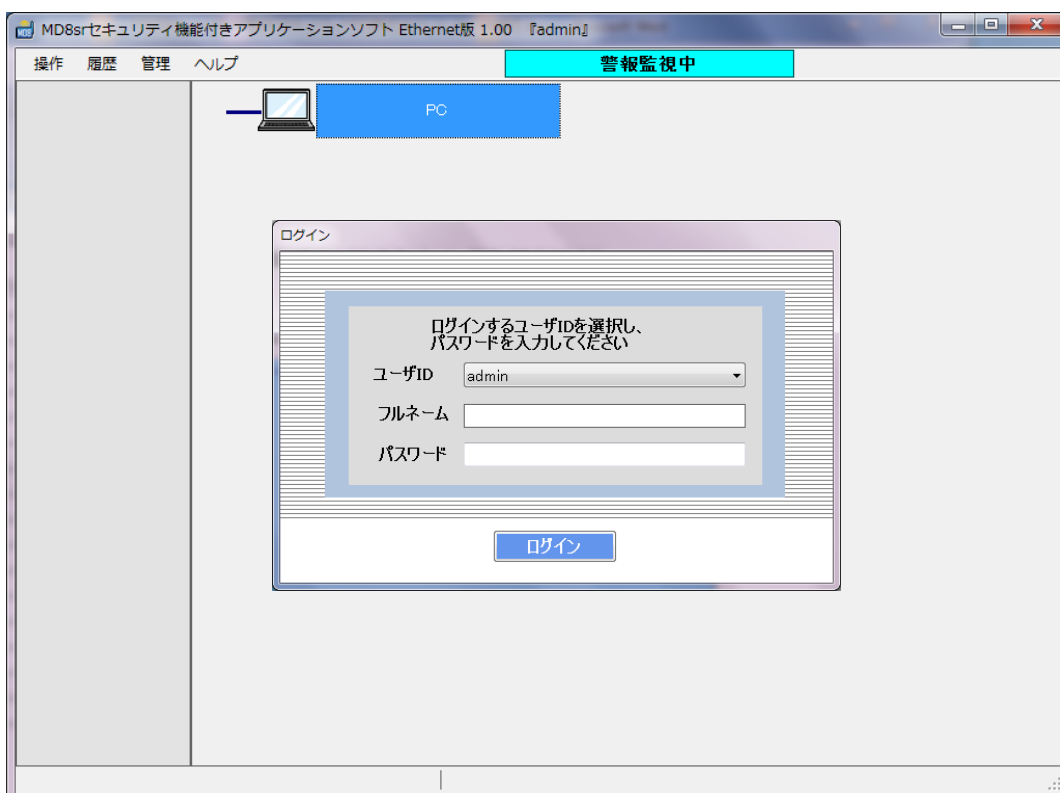 MD8srセキュリティ機能付きアプリケーションソフト Ethernet版 1.00 『admin』
操作 履歴 管理 ヘルプ 警報監視中
PC
ログイン
ログインするユーザIDを選択し、
パスワードを入力してください
ユーザID admin
フルネーム
パスワード
ログイン